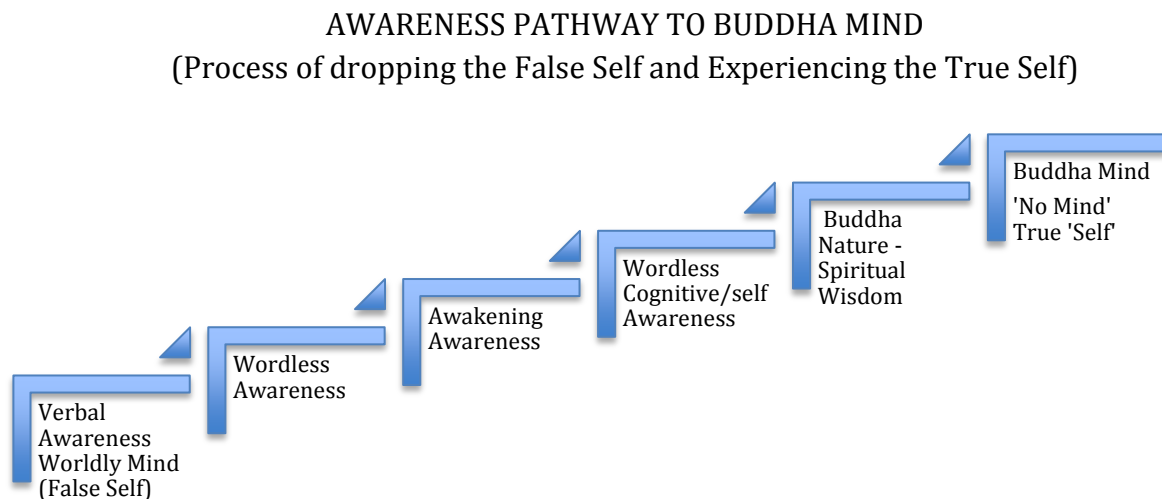 AWARENESS PATHWAY TO BUDDHA MIND
(Process of dropping the False Self and Experiencing the True Self)
Verbal
Awareness
Worldly Mind
(False Self)
Wordless
Awareness
Awakening
Awareness
Wordless
Cognitive/self
Awareness
Buddha
Nature -
Spiritual
Wisdom
Buddha Mind
'No Mind'
True 'Self'